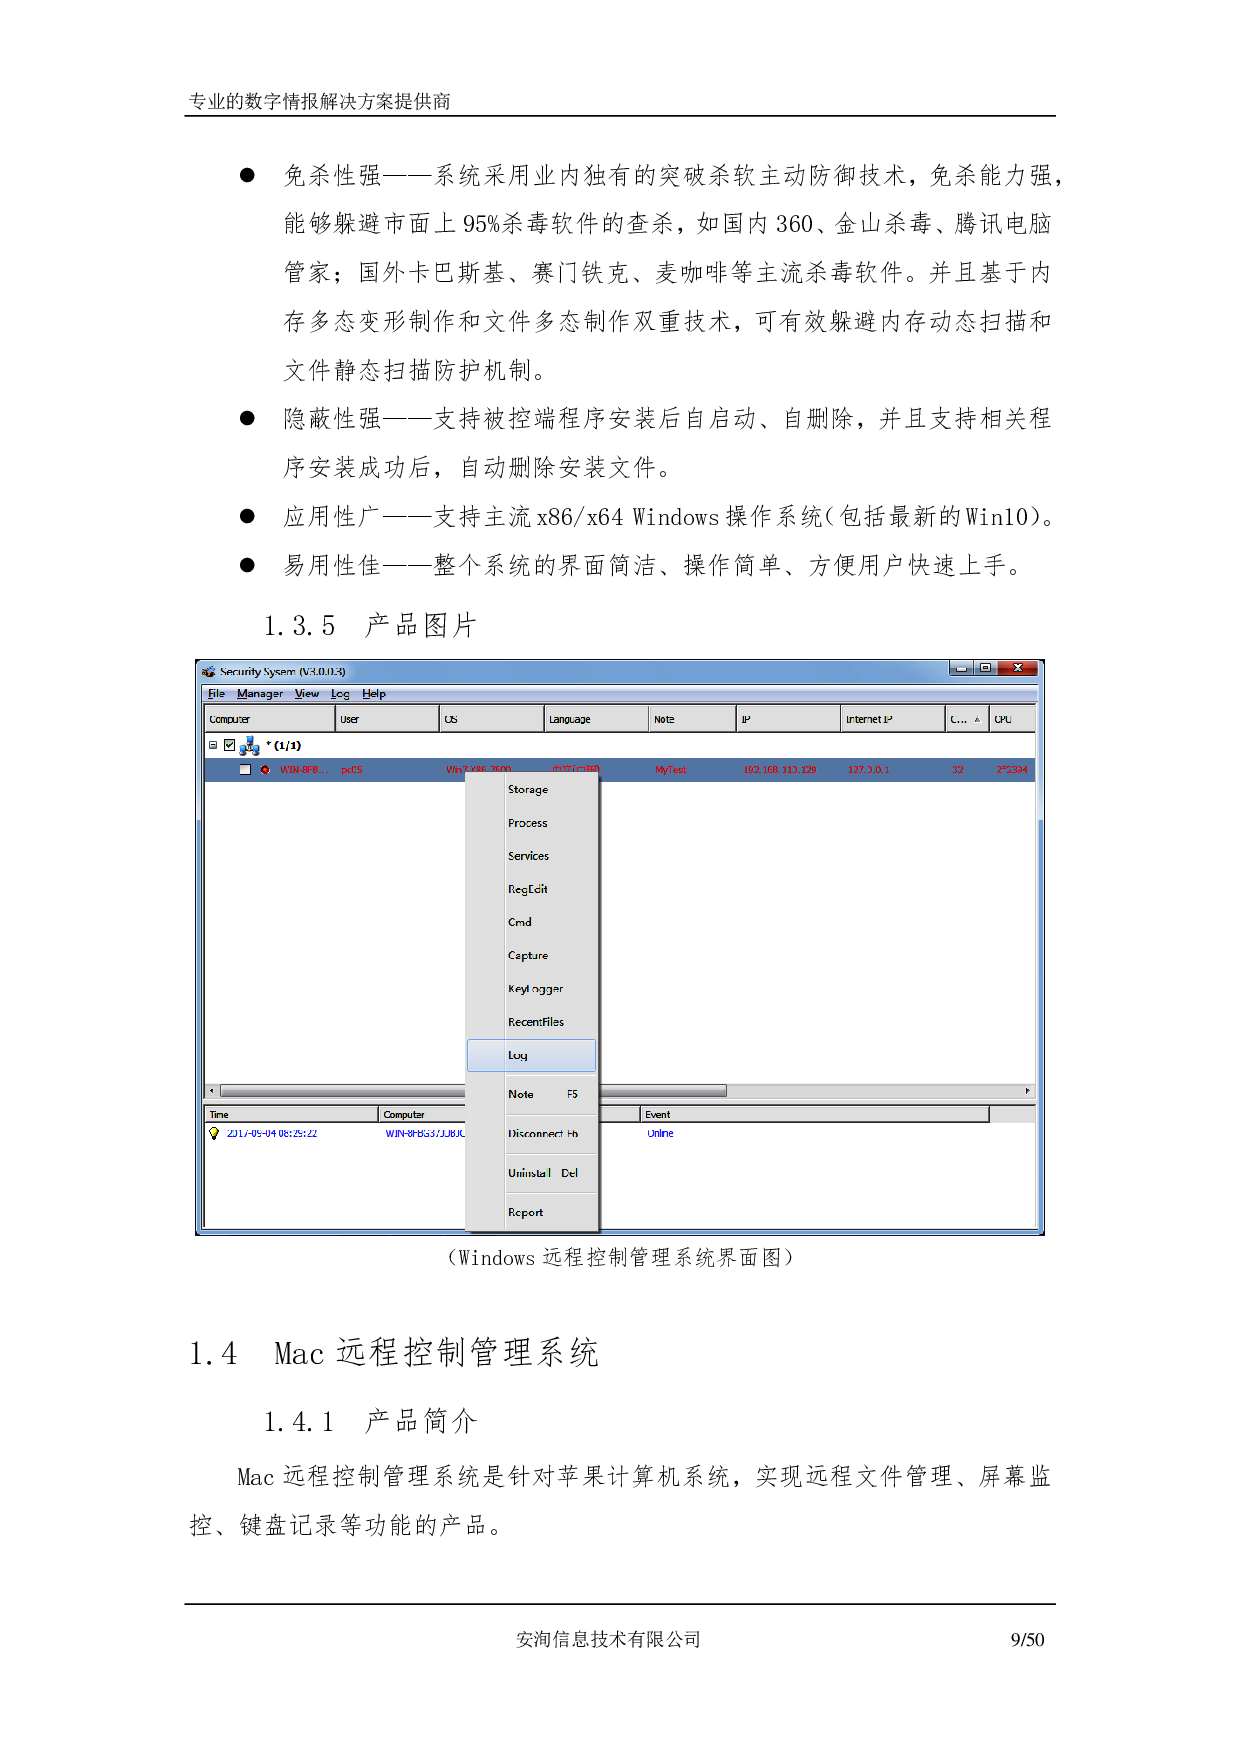 专业的数字情报解决方案提供商
● 免杀性强——系统采用业内独有的突破杀软主动防御技术，免杀能力强，
能够躲避市面上 95%杀毒软件的查杀，如国内 360、金山杀毒、腾讯电脑
管家；国外卡巴斯基、赛门铁克、麦咖啡等主流杀毒软件。并且基于内
存多态变形制作和文件多态制作双重技术，可有效躲避内存动态扫描和
文件静态扫描防护机制。
● 隐蔽性强——支持被控端程序安装后自启动、自删除，并且支持相关程
序安装成功后，自动删除安装文件。
● 应用性广——支持主流 x86/x64 Windows 操作系统（包括最新的 Win10）。
● 易用性佳——整个系统的界面简洁、操作简单、方便用户快速上手。
1.3.5 产品图片
Security Sysem (V3.0.0.3)
File Manager View Log Help
Computer User OS Language Note IP Internet IP C... CPU
* (1/1)
WIN-8FB... pc05 Win7 X86 7600 MyTest 192.168.110.129 127.0.0.1 32 2*2394
Storage
Process
Services
RegEdit
Cmd
Capture
KeyLogger
RecentFiles
Log
Note F5
Time Computer Event
2017-09-04 08:29:22 Online
Disconnect F6
Uninstall Del
Report
（Windows 远程控制管理系统界面图）
1.4 Mac 远程控制管理系统
1.4.1 产品简介
Mac 远程控制管理系统是针对苹果计算机系统，实现远程文件管理、屏幕监
控、键盘记录等功能的产品。
安洵信息技术有限公司 9/50